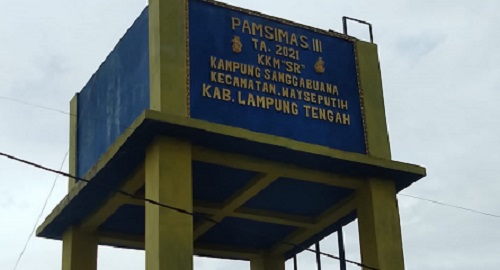 PAMSIMAS III
TA. 2021
KKM "SR"
KAMPUNG SANGGABUANA
KECAMATAN.WAYSEPUTIH
KAB. LAMPUNG TENGAH